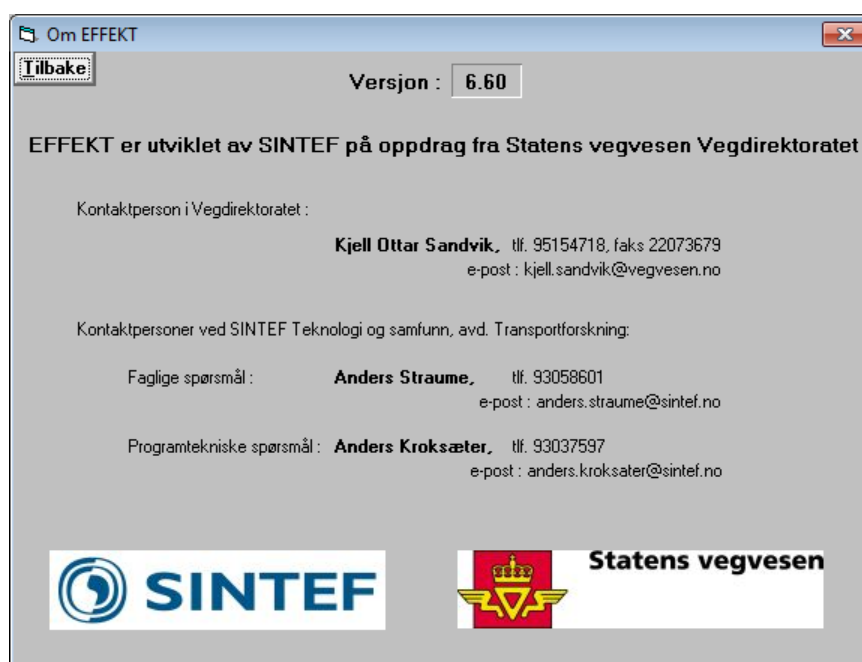 Om EFFEKT
Tilbake
Versjon : 6.60
EFFEKT er utviklet av SINTEF på oppdrag fra Statens vegvesen Vegdirektoratet
Kontaktperson i Vegdirektoratet :
Kjell Ottar Sandvik, tlf. 95154718, faks 22073679
e-post : kjell.sandvik@vegvesen.no
Kontaktpersoner ved SINTEF Teknologi og samfunn, avd. Transportforskning:
Faglige spørsmål : Anders Straume, tlf. 93058601
e-post : anders.straume@sintef.no
Programtekniske spørsmål : Anders Kroksæter, tlf. 93037597
e-post : anders.kroksater@sintef.no
SINTEF
Statens vegvesen